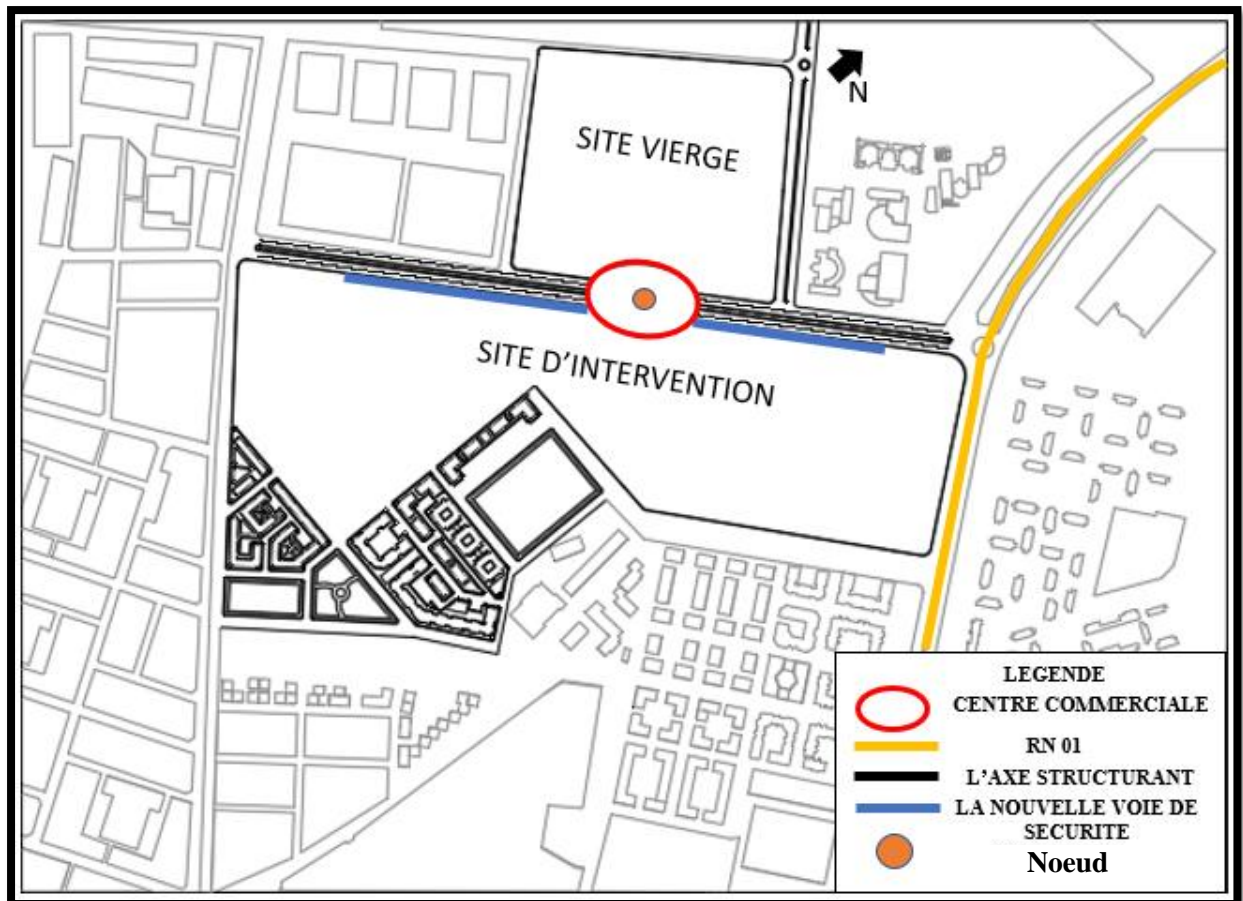 N
SITE VIERGE
SITE D'INTERVENTION
LEGENDE
CENTRE COMMERCIALE
RN 01
L'AXE STRUCTURANT
LA NOUVELLE VOIE DE
SECURITE
Noeud